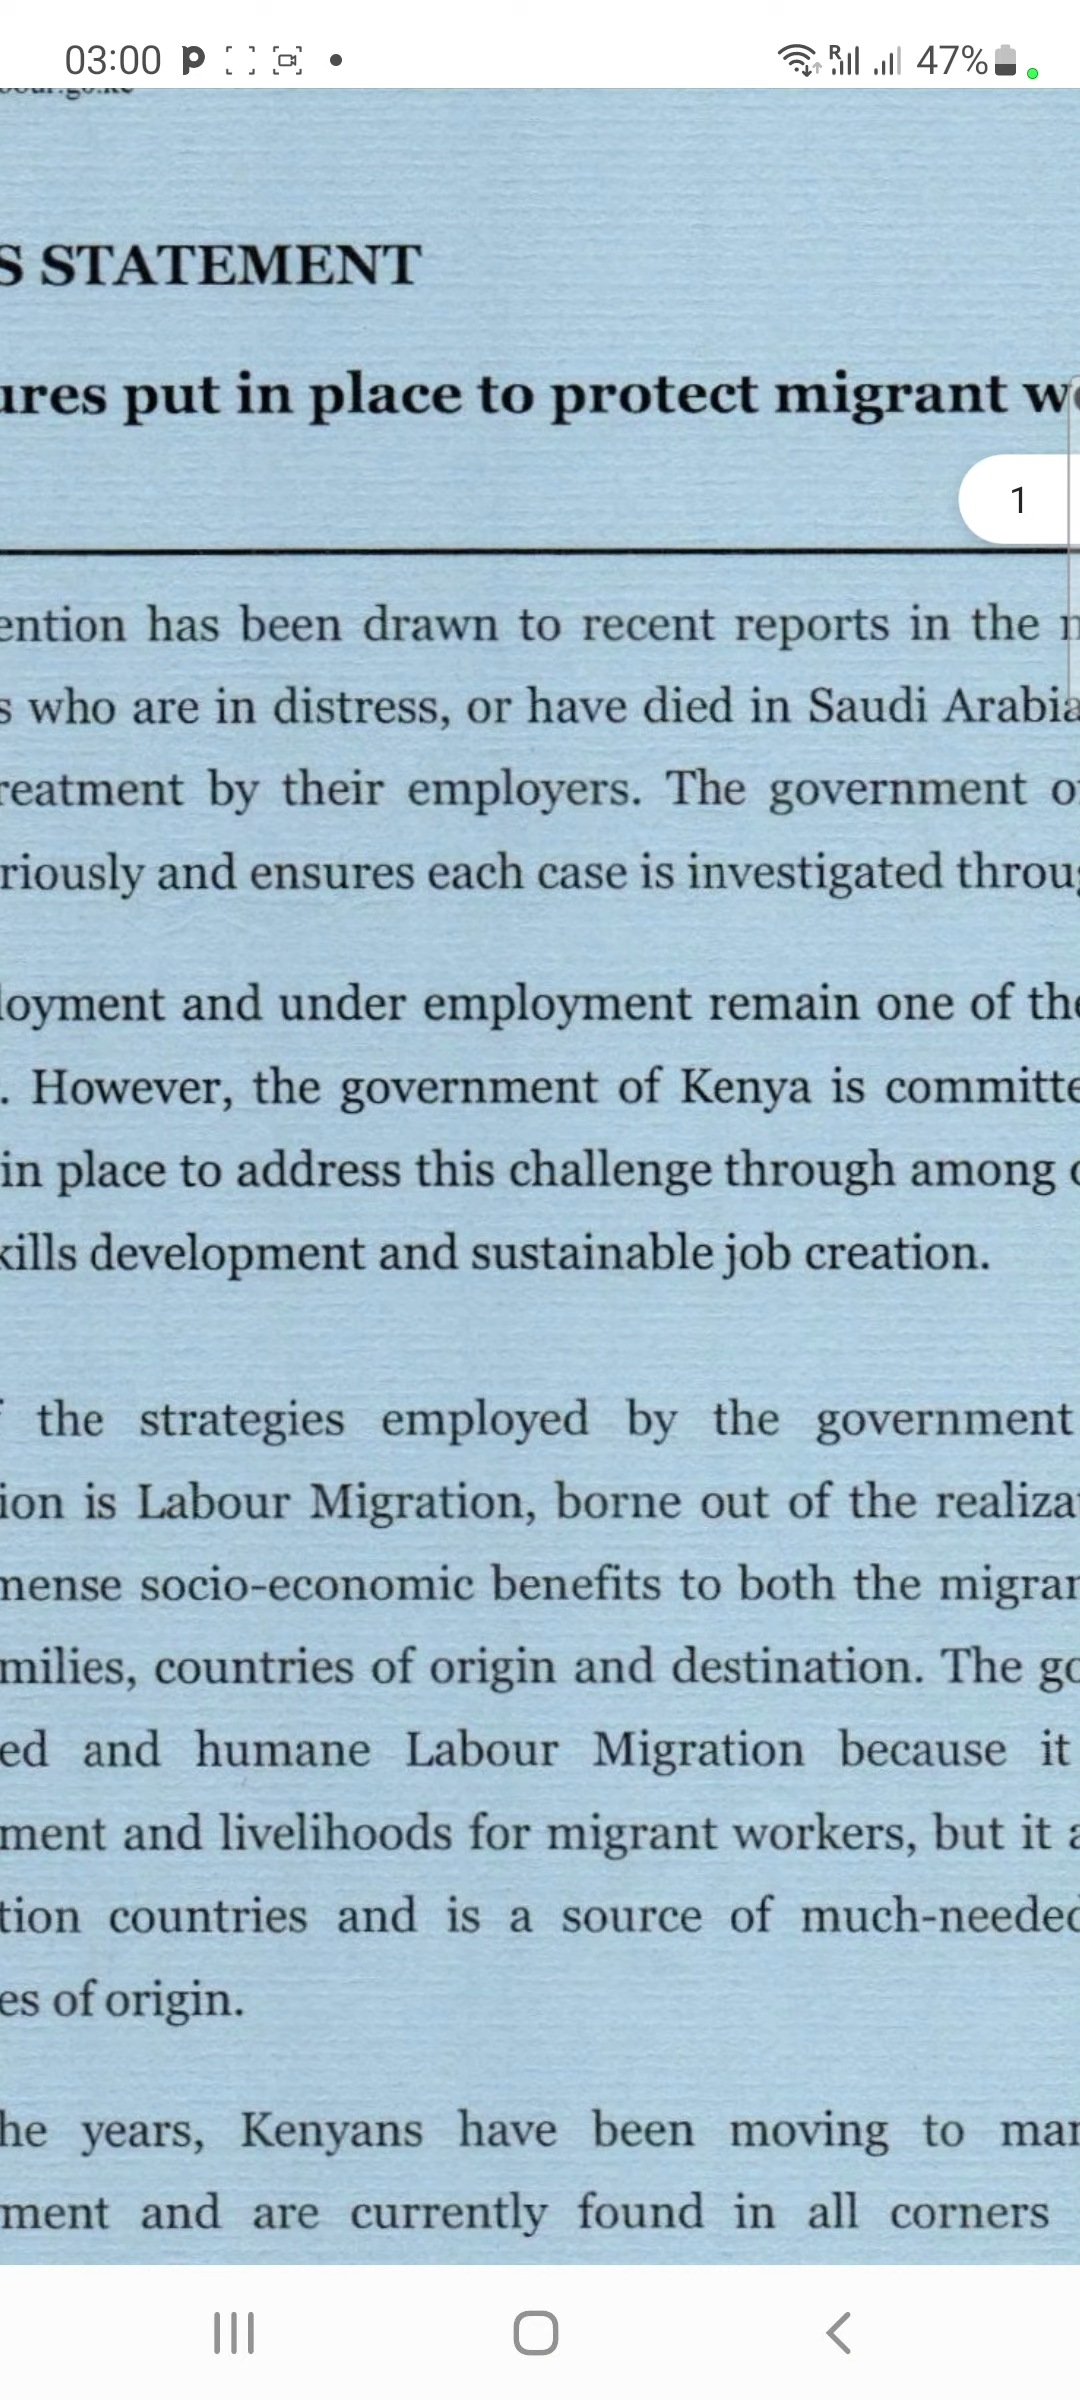 03:00
47%
S STATEMENT
ures put in place to protect migrant w
1
ention has been drawn to recent reports in the
s who are in distress, or have died in Saudi Arabia
reatment by their employers. The government o
riously and ensures each case is investigated throug
loyment and under employment remain one of the
. However, the government of Kenya is committe
in place to address this challenge through among
kills development and sustainable job creation.
the strategies employed by the government
ion is Labour Migration, borne out of the realiza
mense socio-economic benefits to both the migran
milies, countries of origin and destination. The go
ed and humane Labour Migration because it
ment and livelihoods for migrant workers, but it a
tion countries and is a source of much-needed
es of origin.
he years, Kenyans have been moving to man
ment and are currently found in all corners